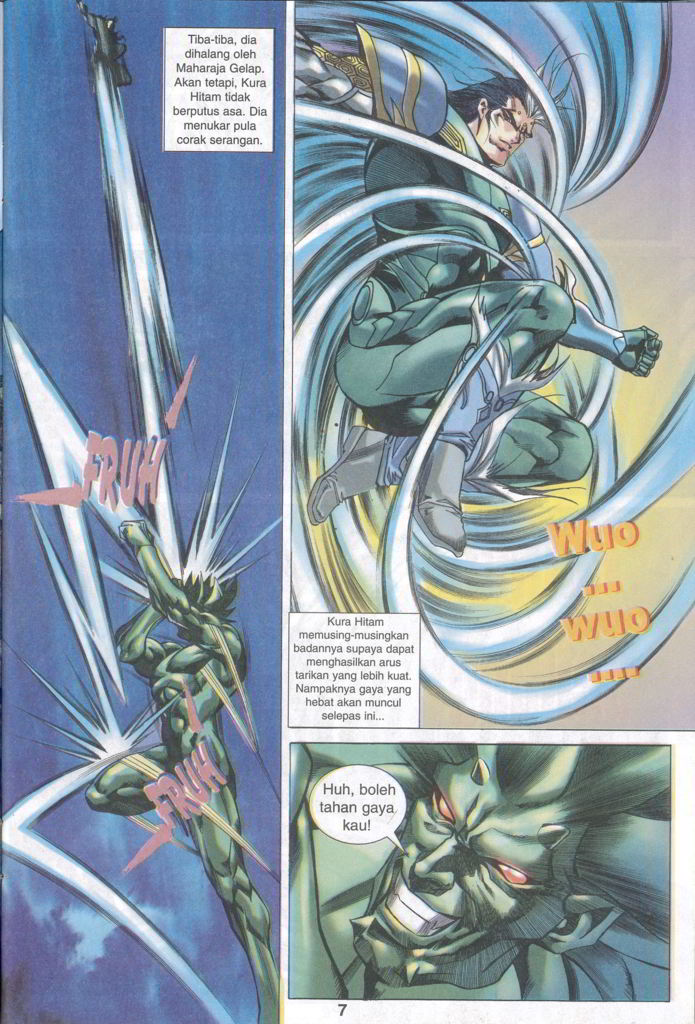 Tiba-tiba, dia
dihalang oleh
Maharaja Gelap.
Akan tetapi, Kura
Hitam tidak
berputus asa. Dia
menukar pula
corak serangan.
FRUH
FRUH
Wuo
...
wuo
....
Kura Hitam
memusing-musingkan
badannya supaya dapat
menghasilkan arus
tarikan yang lebih kuat.
Nampaknya gaya yang
hebat akan muncul
selepas ini...
Huh, boleh
tahan gaya
kau!
7